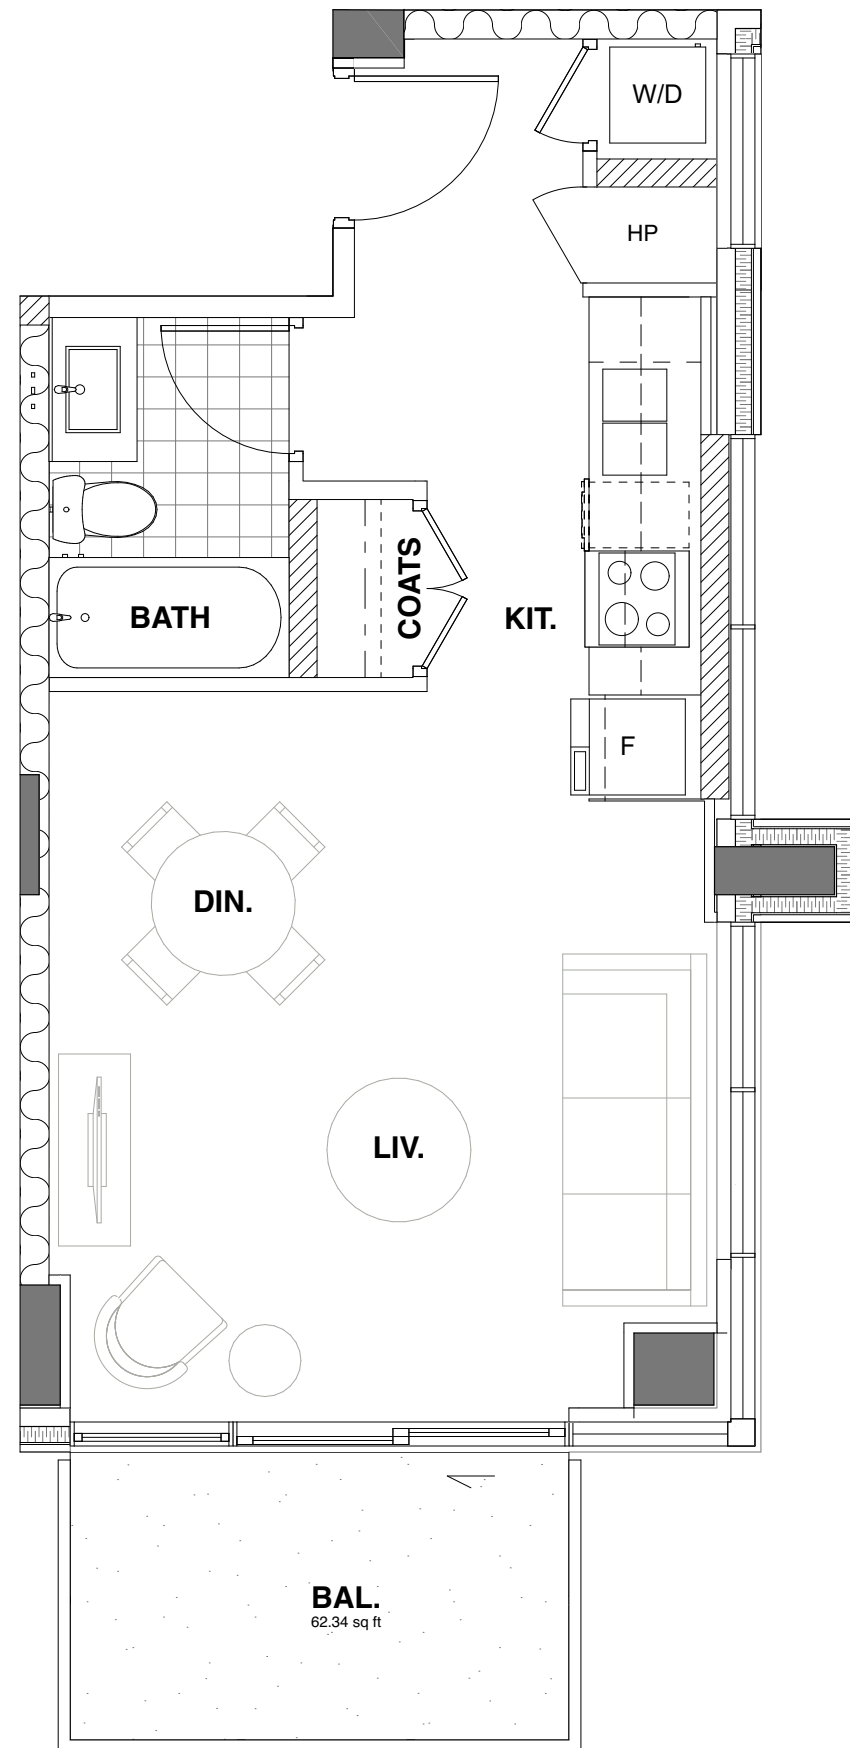 W/D
HP
COATS
BATH
KIT.
F
DIN.
LIV.
BAL.
62.34 sq ft